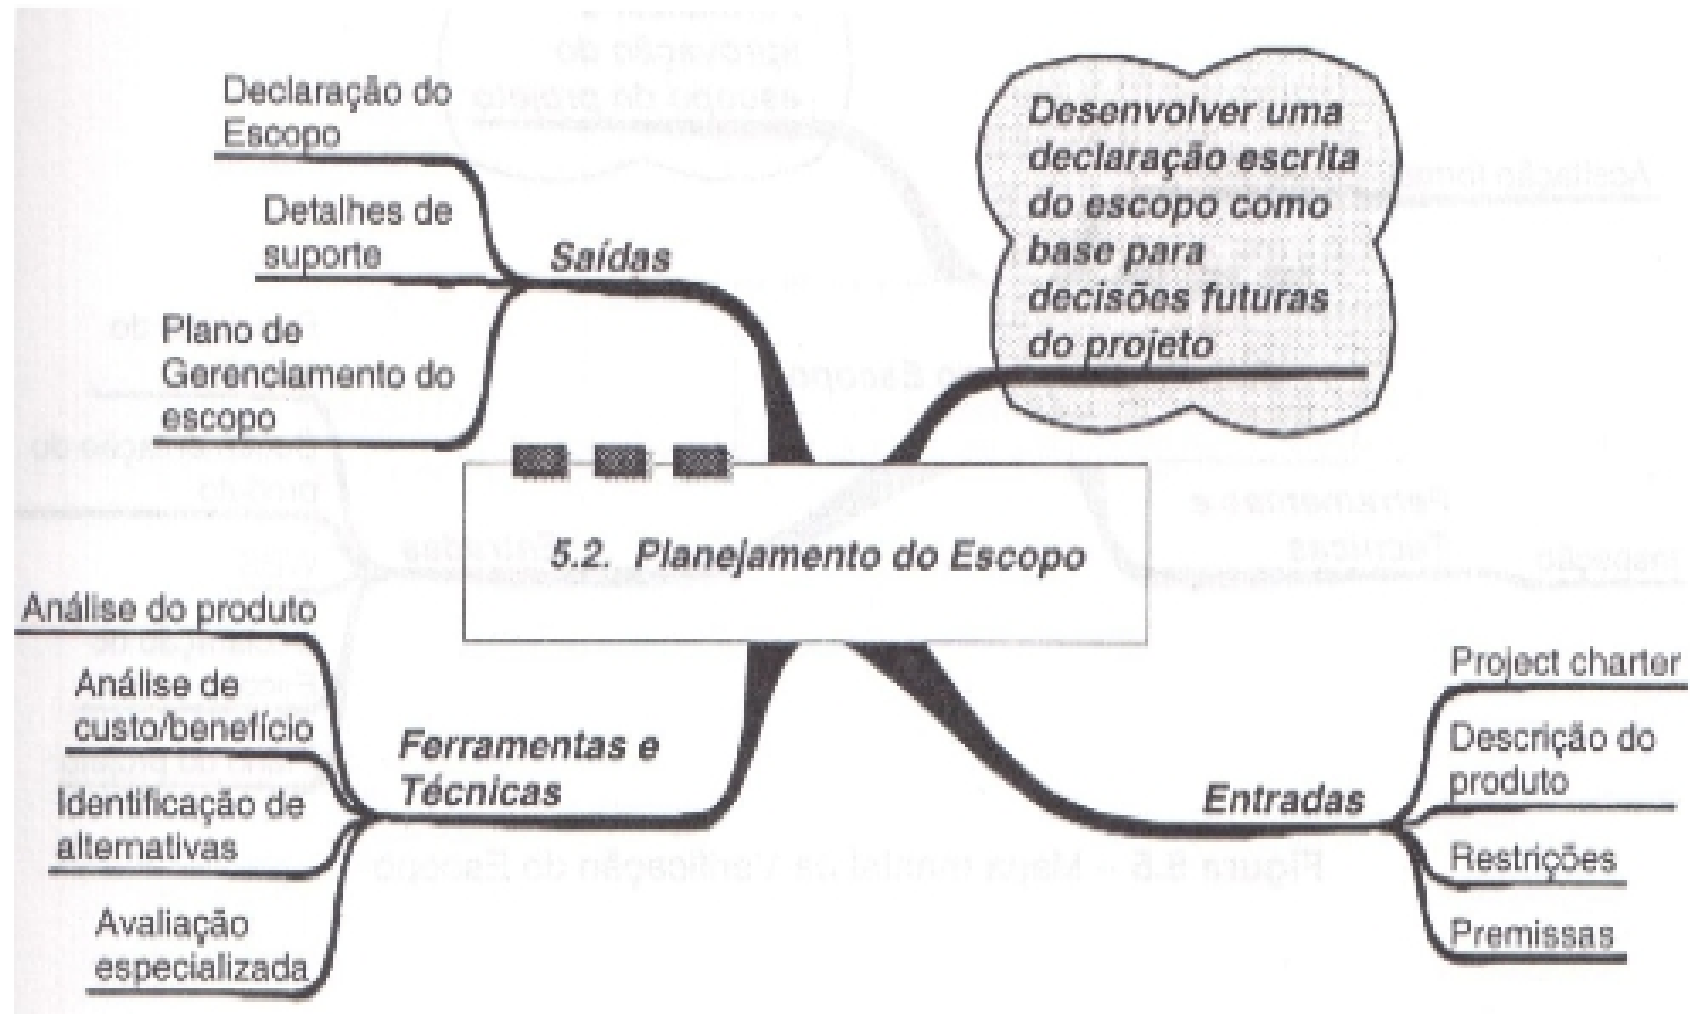 Declaração do
Escopo
Detalhes de
suporte
Plano de
Gerenciamento do
escopo
Saídas
Desenvolver uma
declaração escrita
do escopo como
base para
decisões futuras
do projeto
5.2. Planejamento do Escopo
Análise do produto
Análise de
custo/benefício
Identificação de
alternativas
Avaliação
especializada
Ferramentas e
Técnicas
Entradas
Project charter
Descrição do
produto
Restrições
Premissas